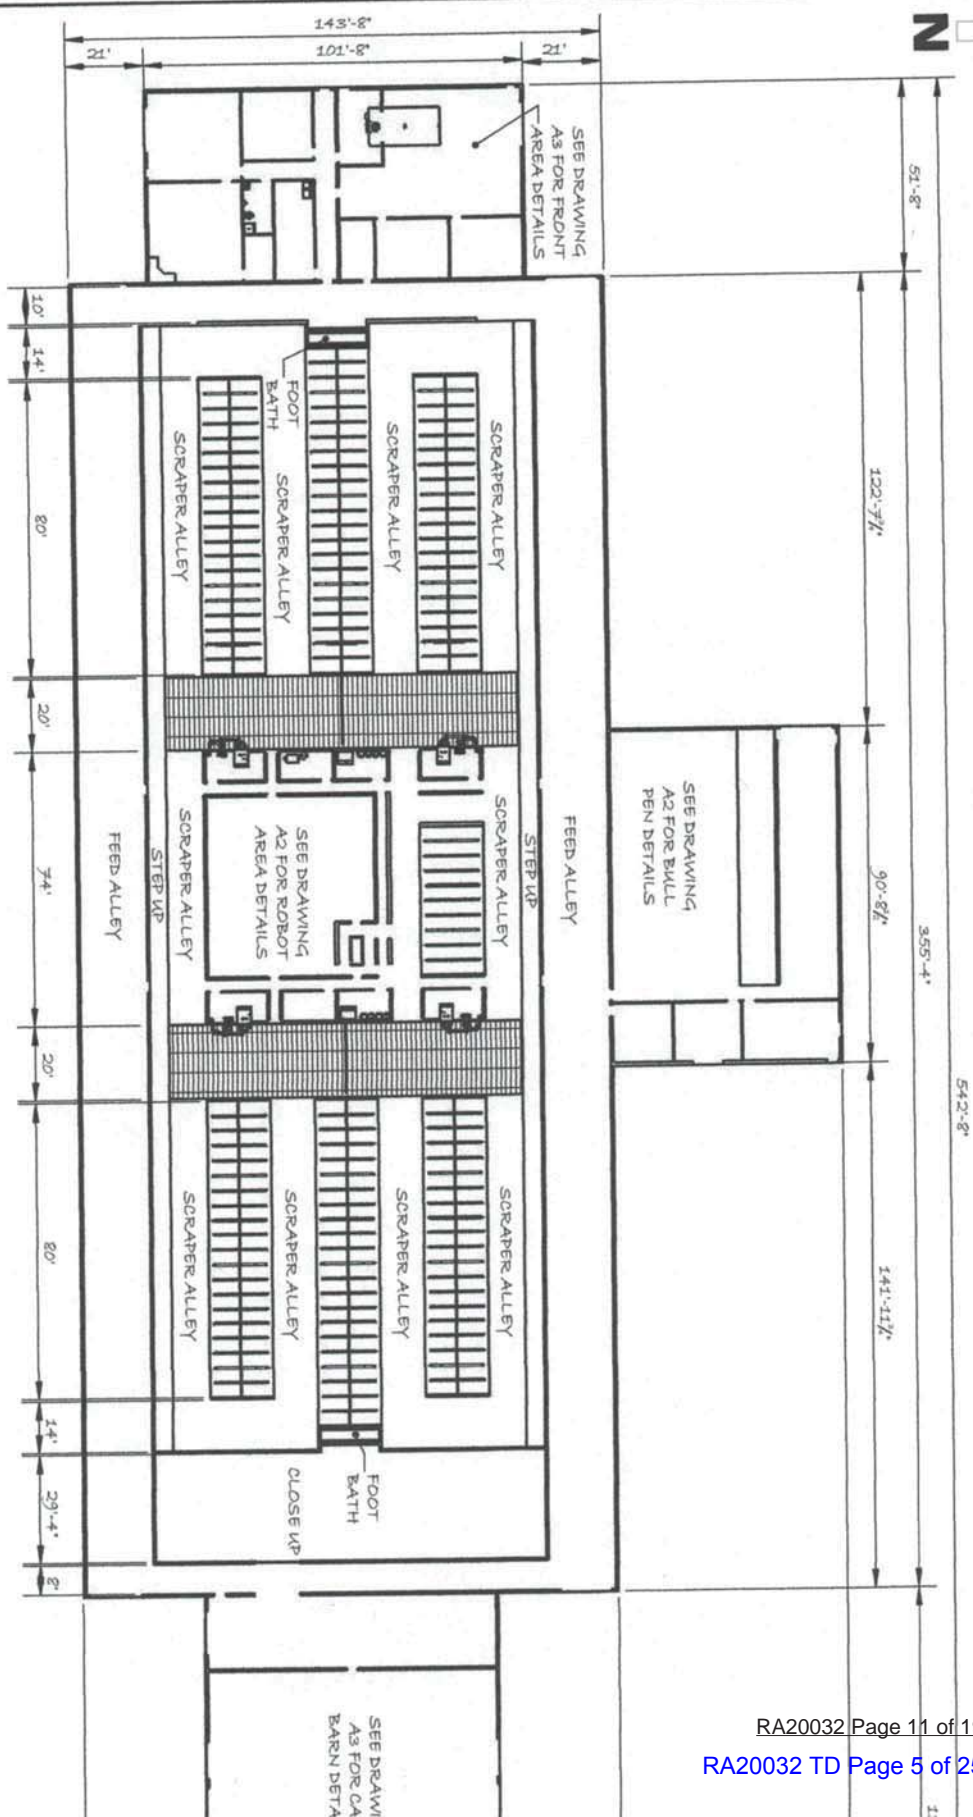 143'-8"
21'
101'-8"
21'
N
SEE DRAWING
A3 FOR FRONT
AREA DETAILS
51'-8"
10'
14'
80'
20'
74'
20'
80'
14'
29'-4"
8'
FOOT
BATH
SCRAPER ALLEY
SCRAPER ALLEY
SCRAPER ALLEY
SCRAPER ALLEY
122'-7¾"
90'-8½"
355'-4"
542'-8"
141'-11¾"
SEE DRAWING
A2 FOR BULL
PEN DETAILS
FEED ALLEY
STEP UP
SCRAPER ALLEY
SEE DRAWING
A2 FOR ROBOT
AREA DETAILS
SCRAPER ALLEY
STEP UP
FEED ALLEY
SCRAPER ALLEY
SCRAPER ALLEY
SCRAPER ALLEY
SCRAPER ALLEY
FOOT
BATH
CLOSE UP
SEE DRAWI
A3 FOR CA
BARN DETA
RA20032 Page 11 of 1
RA20032 TD Page 5 of 25